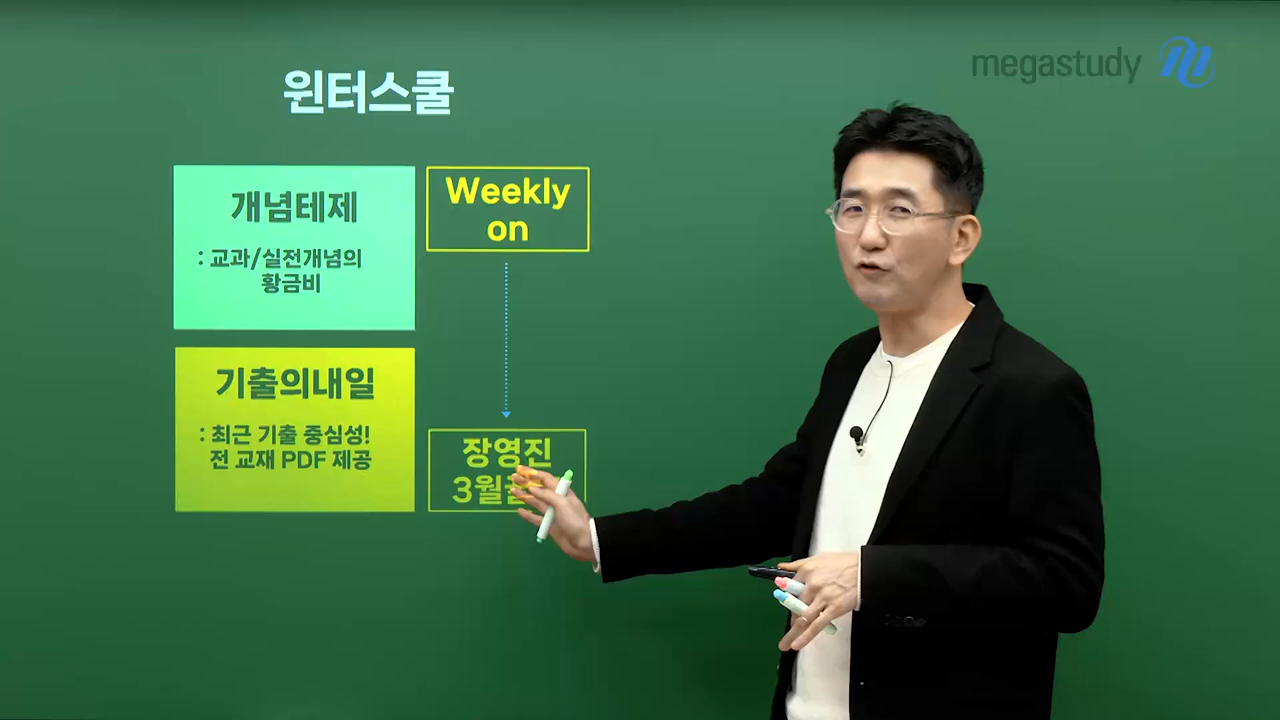 megastudy
윈터스쿨
개념테제
: 교과/실전개념의
황금비
Weekly
on
기출의내일
: 최근 기출 중심성!
전 교재 PDF 제공
장영진